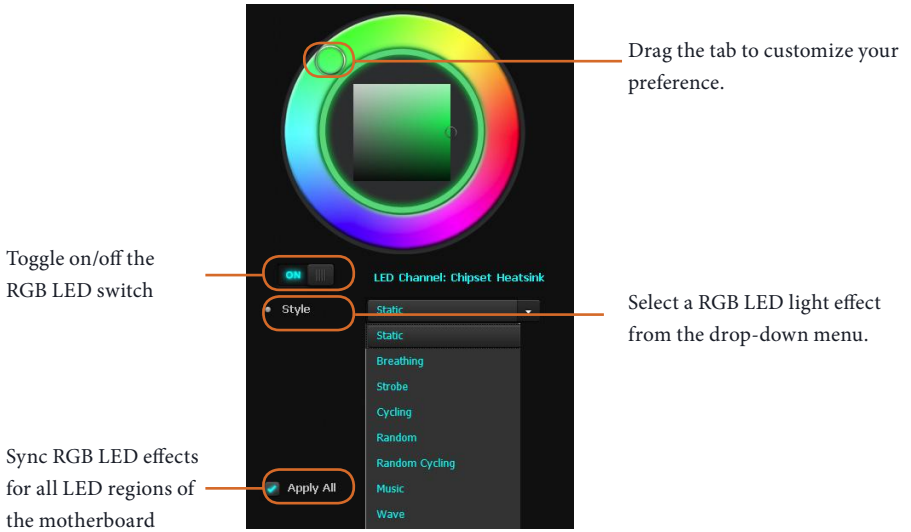 Drag the tab to customize your
preference.
Toggle on/off the
RGB LED switch
ON
LED Channel: Chipset Heatsink
Style
Static
Select a RGB LED light effect
from the drop-down menu.
Static
Breathing
Strobe
Cycling
Random
Random Cycling
Music
Wave
Sync RGB LED effects
for all LED regions of
the motherboard
Apply All